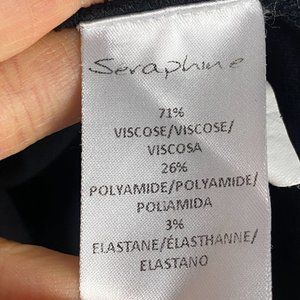 Seraphine
71%
VISCOSE/VISCOSE/
VISCOSA
26%
POLYAMIDE/POLYAMIDE/
POLIAMIDA
3%
ELASTANE/ÉLASTHANNE/
ELASTANO